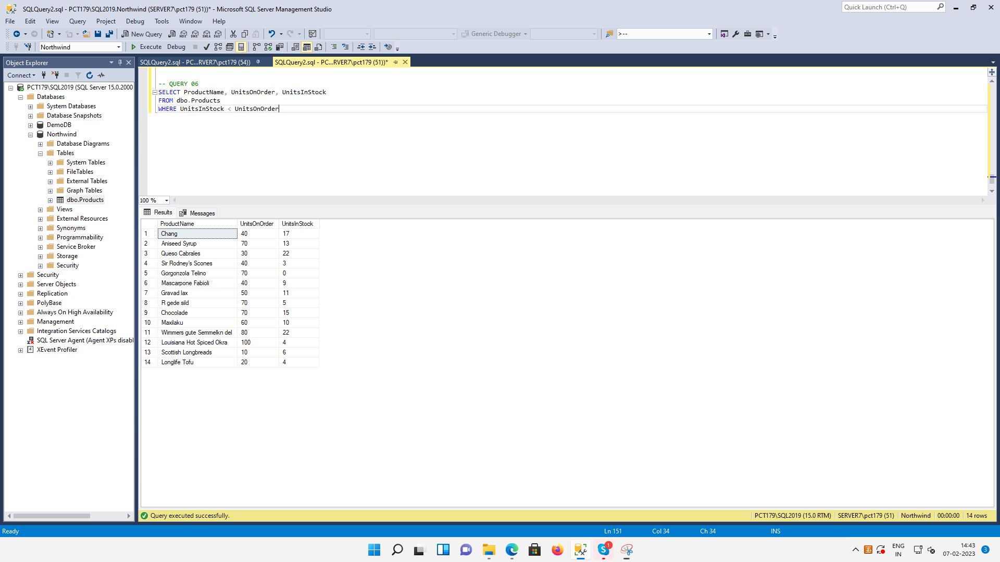 SQLQuery2.sql - PCT179\SQL2019.Northwind (SERVER7\pct179 (51))* - Microsoft SQL Server Management Studio
Quick Launch (Ctrl+Q)
File Edit View Query Project Debug Tools Window Help
New Query MDX DMX XMLA DAX Generic Debugger >--
Northwind Execute Debug
Object Explorer
SQLQuery2.sql - PC...RVER7\pct179 (54))
SQLQuery2.sql - PC...RVER7\pct179 (51))*
Connect
PCT179\SQL2019 (SQL Server 15.0.2000
Databases
System Databases
Database Snapshots
DemoDB
Northwind
Database Diagrams
Tables
System Tables
FileTables
External Tables
Graph Tables
dbo.Products
Views
External Resources
Synonyms
Programmability
Service Broker
Storage
Security
Security
Server Objects
Replication
PolyBase
Always On High Availability
Management
Integration Services Catalogs
SQL Server Agent (Agent XPs disabl
XEvent Profiler
-- QUERY 06
SELECT ProductName, UnitsOnOrder, UnitsInStock
FROM dbo.Products
WHERE UnitsInStock < UnitsOnOrder
100 %
Results Messages
ProductName UnitsOnOrder UnitsInStock
1 Chang 40 17
2 Aniseed Syrup 70 13
3 Queso Cabrales 30 22
4 Sir Rodney's Scones 40 3
5 Gorgonzola Telino 70 0
6 Mascarpone Fabioli 40 9
7 Gravad lax 50 11
8 R gede sild 70 5
9 Chocolade 70 15
10 Maxilaku 60 10
11 Wimmers gute Semmelkn del 80 22
12 Louisiana Hot Spiced Okra 100 4
13 Scottish Longbreads 10 6
14 Longlife Tofu 20 4
Query executed successfully.
PCT179\SQL2019 (15.0 RTM) SERVER7\pct179 (51) Northwind 00:00:00 14 rows
Ready Ln 151 Col 34 Ch 34 INS
1
ENG
IN
14:43
07-02-2023
3